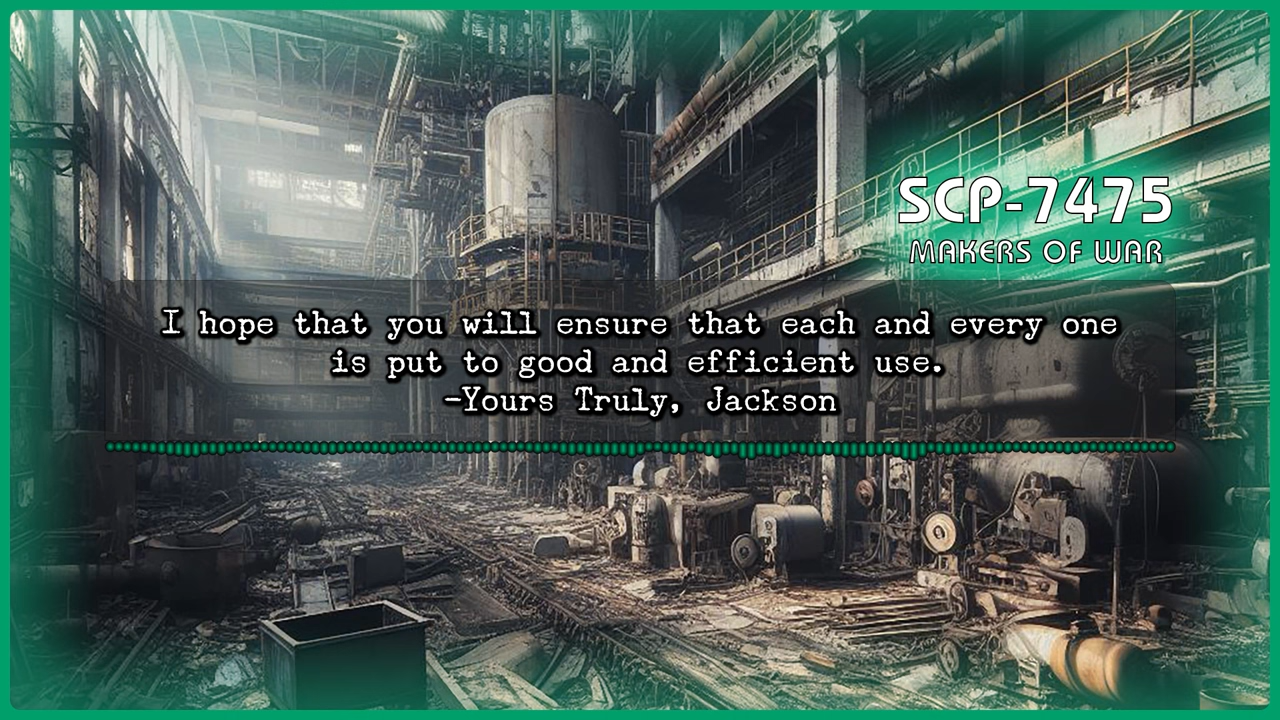 SCP-7475
MAKERS OF WAR
I hope that you will ensure that each and every one
is put to good and efficient use.
-Yours Truly, Jackson